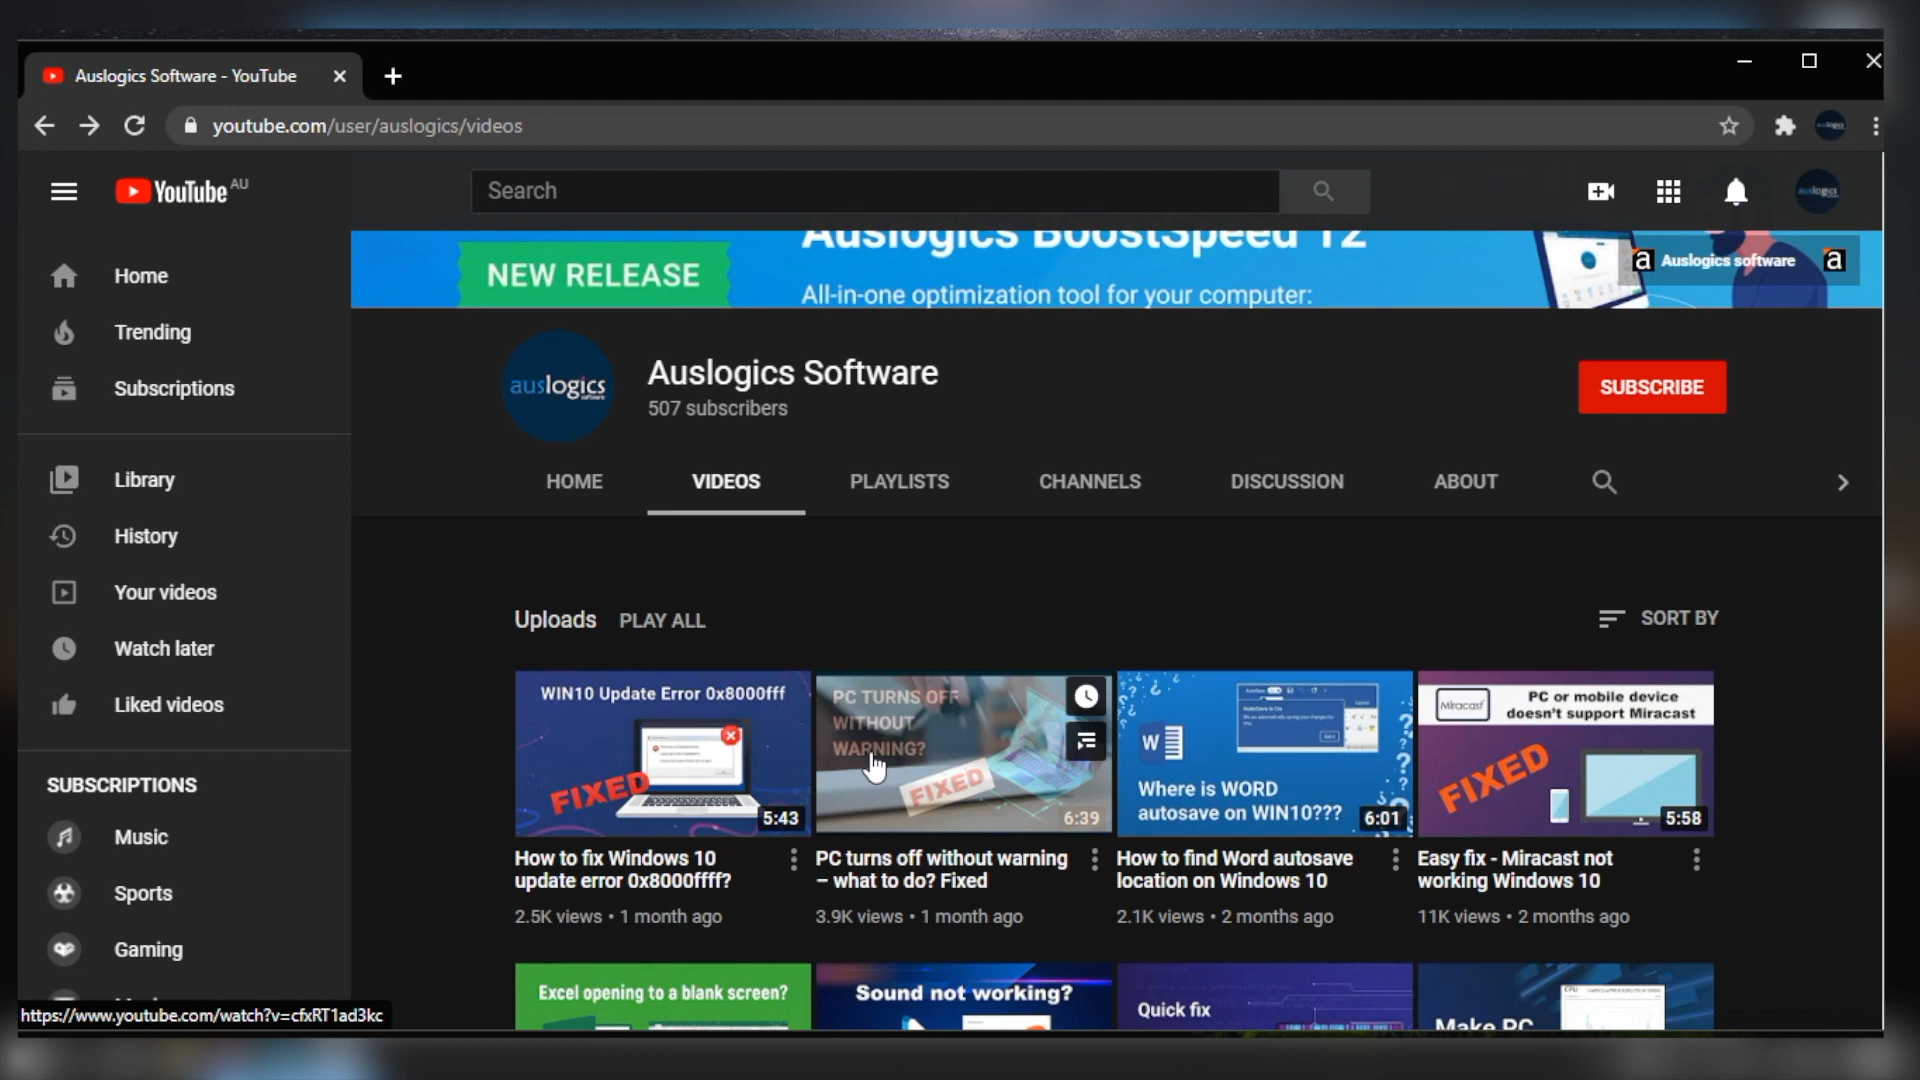 Auslogics Software - YouTube
youtube.com/user/auslogics/videos
YouTube AU
Search
Home
Trending
Subscriptions
Library
History
Your videos
Watch later
Liked videos
SUBSCRIPTIONS
Music
Sports
Gaming
https://www.youtube.com/watch?v=cfxRT1ad3kc
NEW RELEASE
Auslogics BoostSpeed 12
All-in-one optimization tool for your computer:
a Auslogics software a
auslogics
software
Auslogics Software
507 subscribers
SUBSCRIBE
HOME VIDEOS PLAYLISTS CHANNELS DISCUSSION ABOUT
Uploads PLAY ALL
SORT BY
WIN10 Update Error 0x8000fff
FIXED
5:43
How to fix Windows 10
update error 0x8000ffff?
2.5K views • 1 month ago
PC TURNS OFF
WITHOUT
WARNING?
FIXED
6:39
PC turns off without warning
– what to do? Fixed
3.9K views • 1 month ago
W
Where is WORD
autosave on WIN10???
6:01
How to find Word autosave
location on Windows 10
2.1K views • 2 months ago
Miracast
PC or mobile device
doesn't support Miracast
FIXED
5:58
Easy fix - Miracast not
working Windows 10
11K views • 2 months ago
Excel opening to a blank screen?
Sound not working?
Quick fix
Make PC